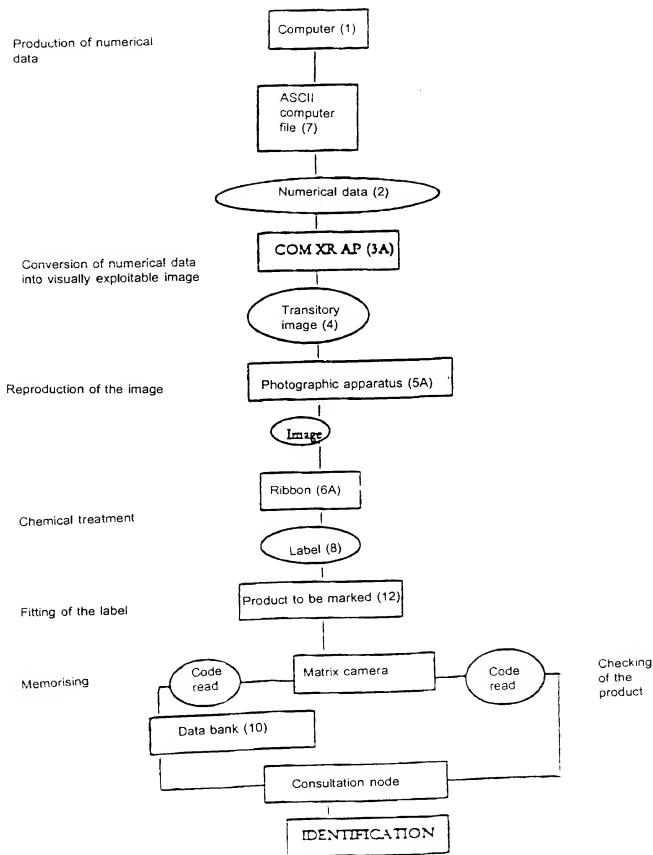 Computer (1)
Production of numerical
data
ASCII
computer
file (7)
Numerical data (2)
COM XR AP (3A)
Conversion of numerical data
into visually exploitable image
Transitory
image (4)
Photographic apparatus (5A)
Reproduction of the image
Image
Ribbon (6A)
Chemical treatment
Label (8)
Product to be marked (12)
Fitting of the label
Code
read
Matrix camera
Code
read
Checking
of the
product
Memorising
Data bank (10)
Consultation node
IDENTIFICATION